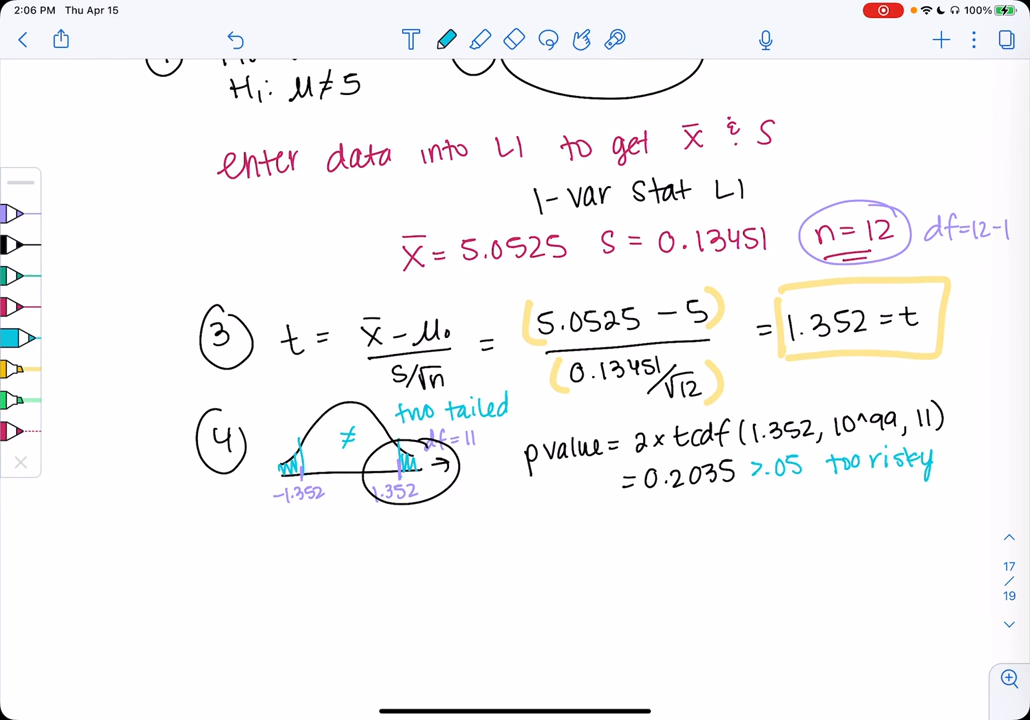 2:06 PM Thu Apr 15
100%
T
H₁: μ≠5
enter data into L1 to get x̄ & S
1-var Stat L1
x̄ = 5.0525 S = 0.13451 n=12 df=12-1
3 t = x̄ - μ₀ / S/√n = (5.0525 - 5) / (0.13451/√12) = 1.352 = t
4 two tailed
≠ df=11
-1.352 1.352
pvalue = 2 × tcdf (1.352, 10^99, 11)
= 0.2035 >.05 too risky
17
/
19